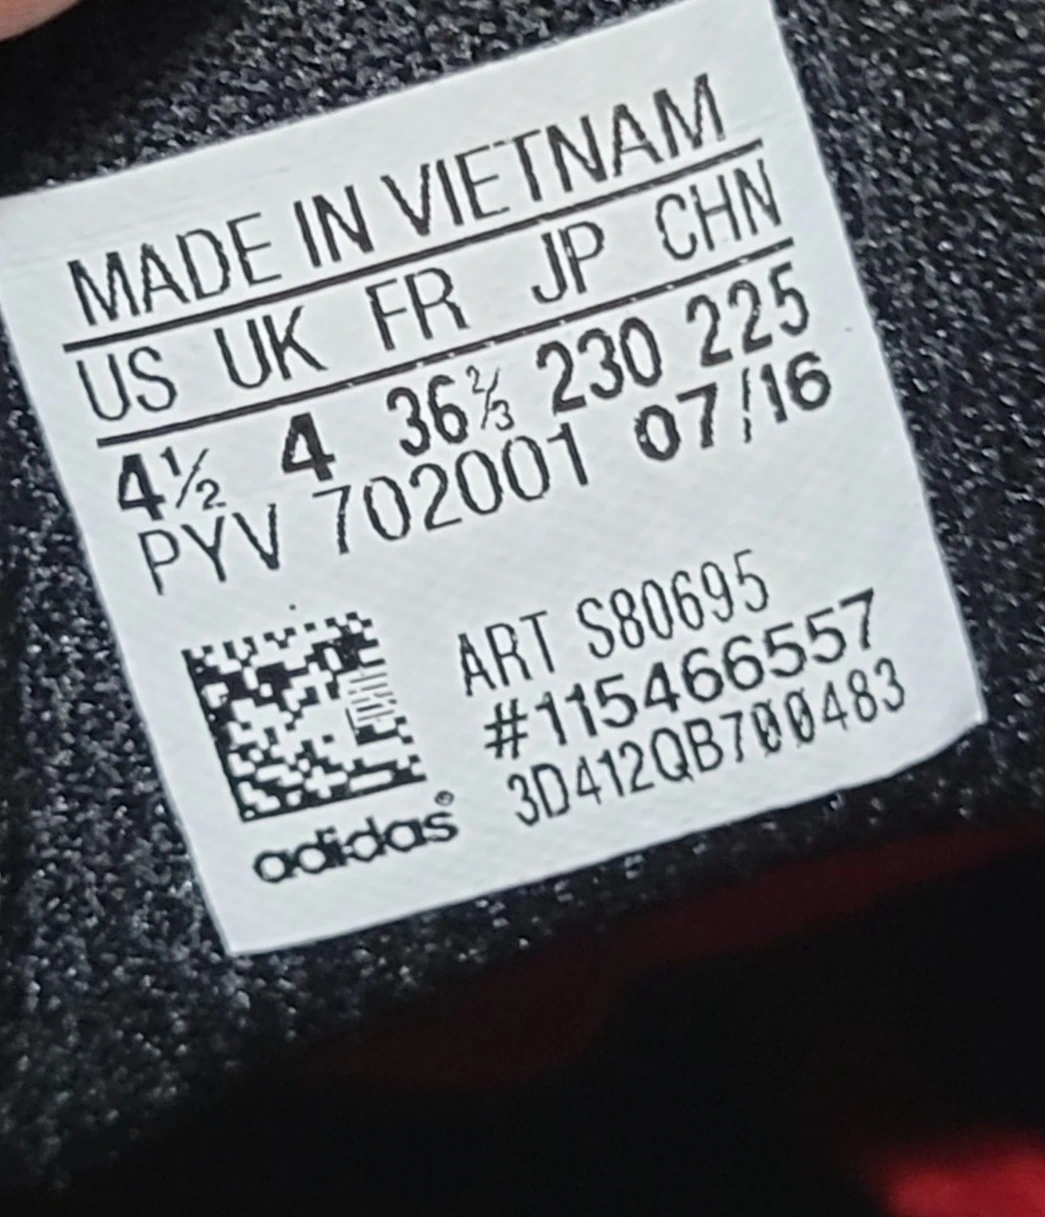 MADE IN VIETNAM
US UK FR JP CHN
4½ 4 36⅔ 230 225
PYV 702001 07/16
ART S80695
#115466557
3D412QB700483
adidas®